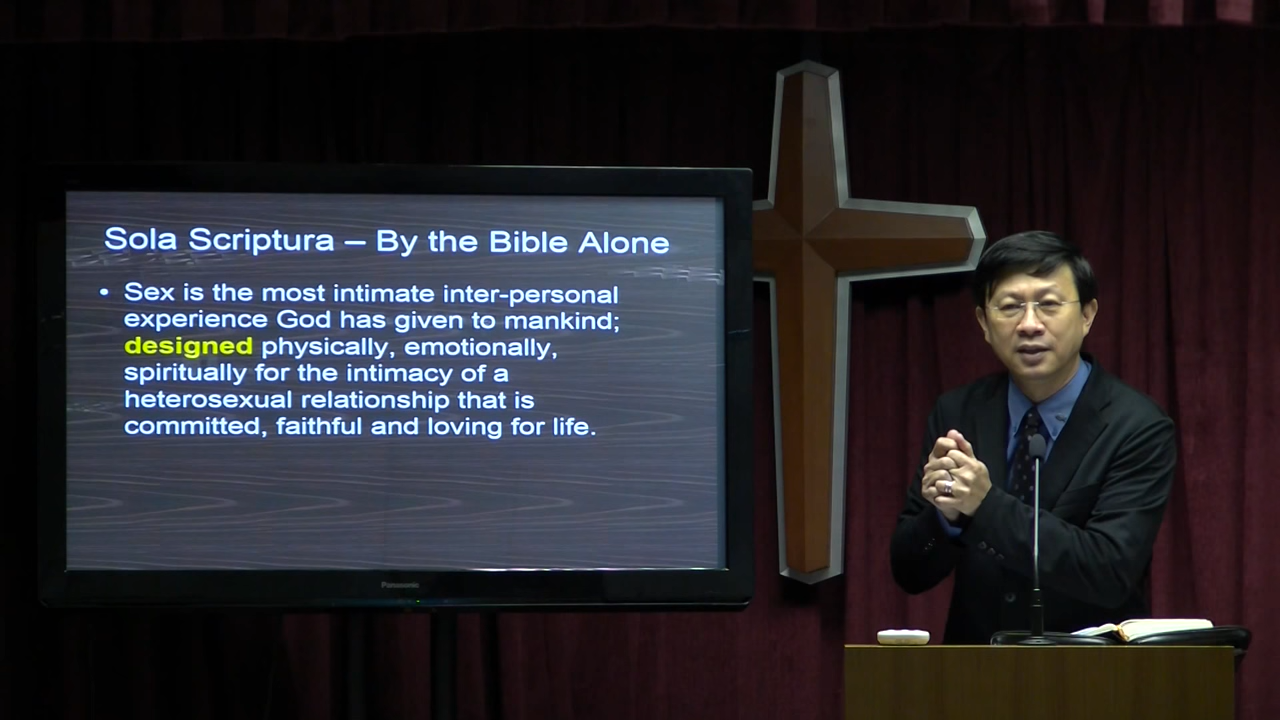 Sola Scriptura – By the Bible Alone
• Sex is the most intimate inter-personal
experience God has given to mankind;
designed physically, emotionally,
spiritually for the intimacy of a
heterosexual relationship that is
committed, faithful and loving for life.
Panasonic